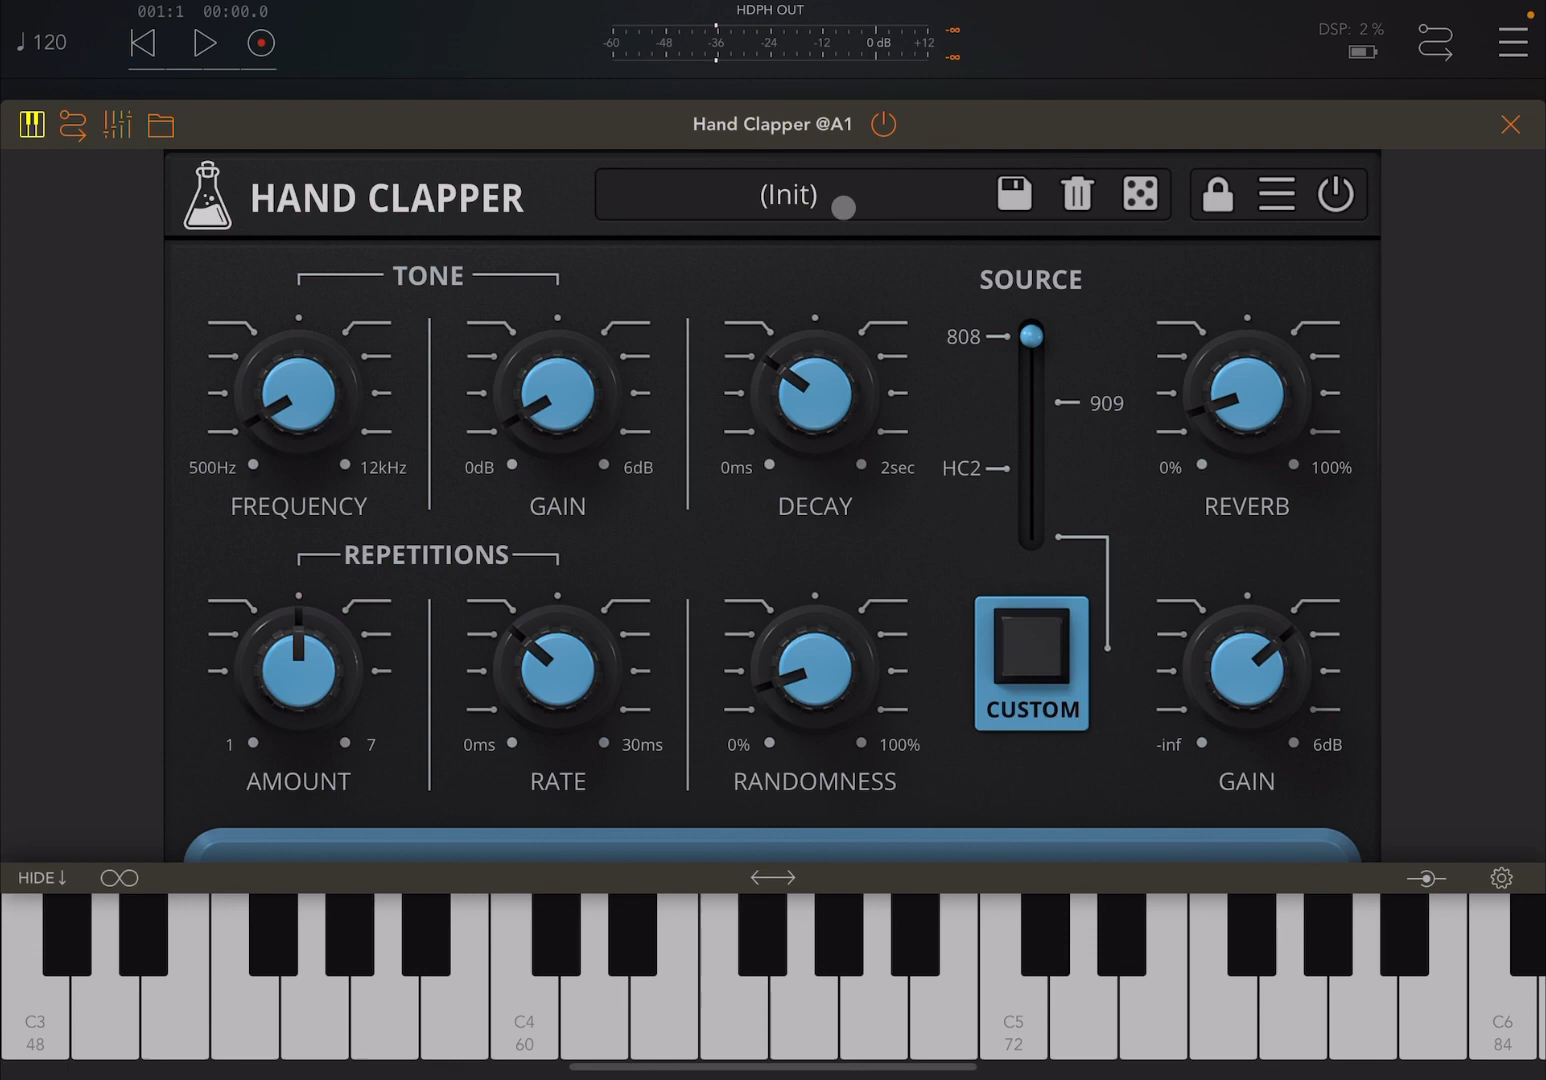 001:1 00:00.0
♩ 120
HDPH OUT
-60 -48 -36 -24 -12 0 dB +12
-∞
-∞
DSP: 2 %
Hand Clapper @A1
HAND CLAPPER
(Init)
TONE
SOURCE
808
909
HC2
500Hz 12kHz
FREQUENCY
0dB 6dB
GAIN
0ms 2sec
DECAY
0% 100%
REVERB
REPETITIONS
1 7
AMOUNT
0ms 30ms
RATE
0% 100%
RANDOMNESS
CUSTOM
-inf 6dB
GAIN
HIDE↓
C3
48
C4
60
C5
72
C6
84